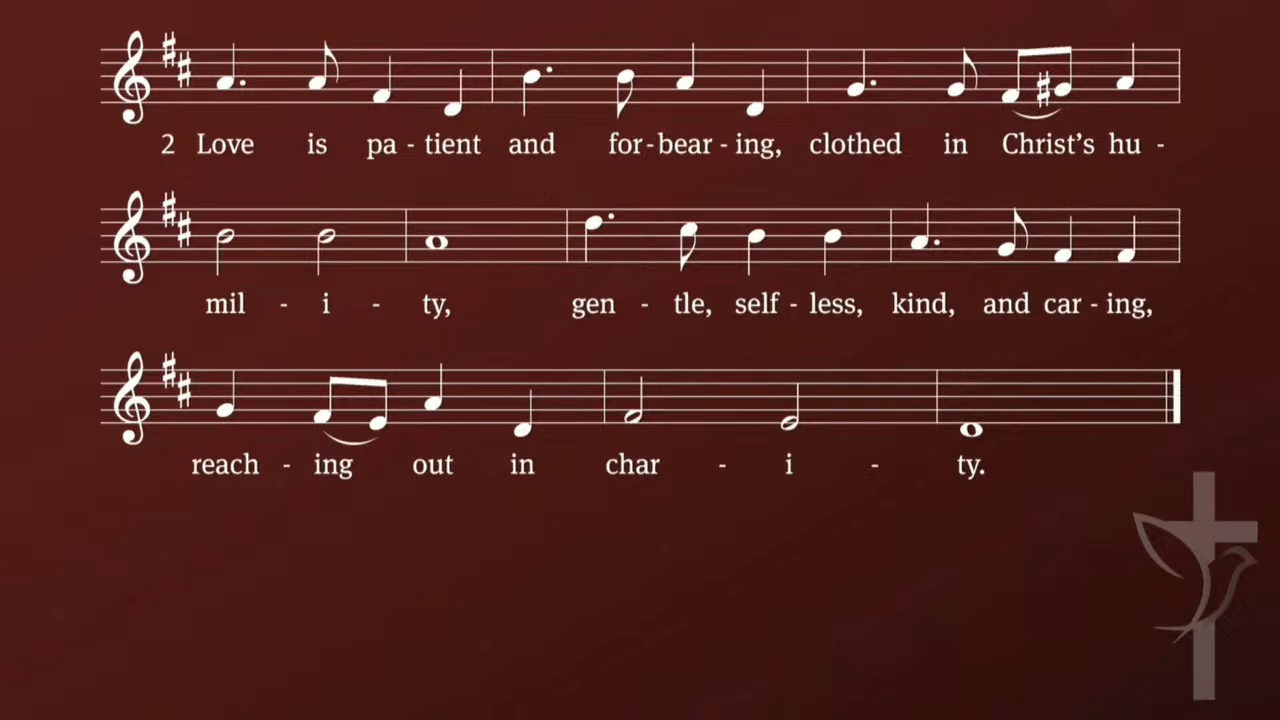 2 Love is pa - tient and for - bear - ing, clothed in Christ's hu -
mil - i - ty, gen - tle, self - less, kind, and car - ing,
reach - ing out in char - i - ty.